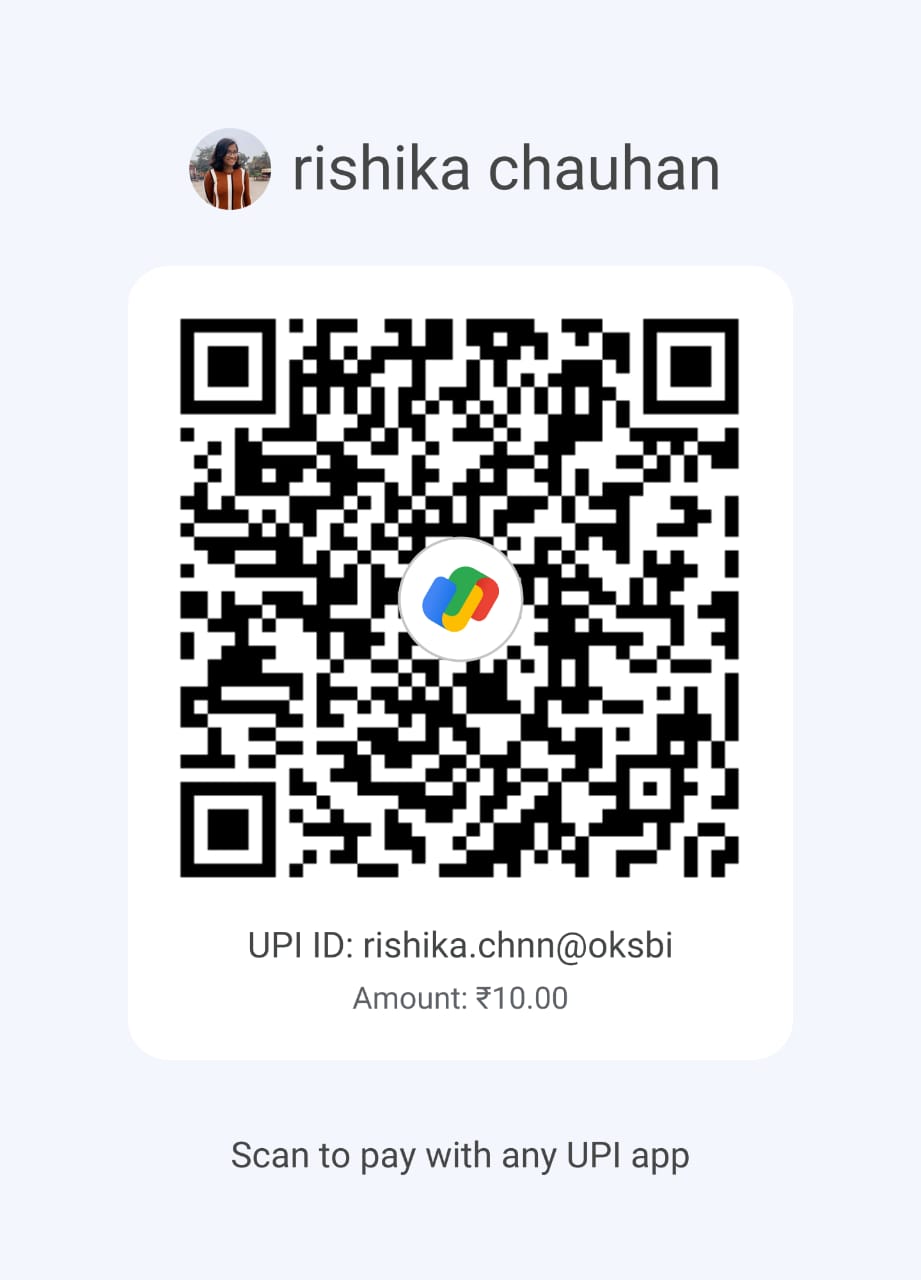 rishika chauhan
UPI ID: rishika.chnn@oksbi
Amount: ₹10.00
Scan to pay with any UPI app